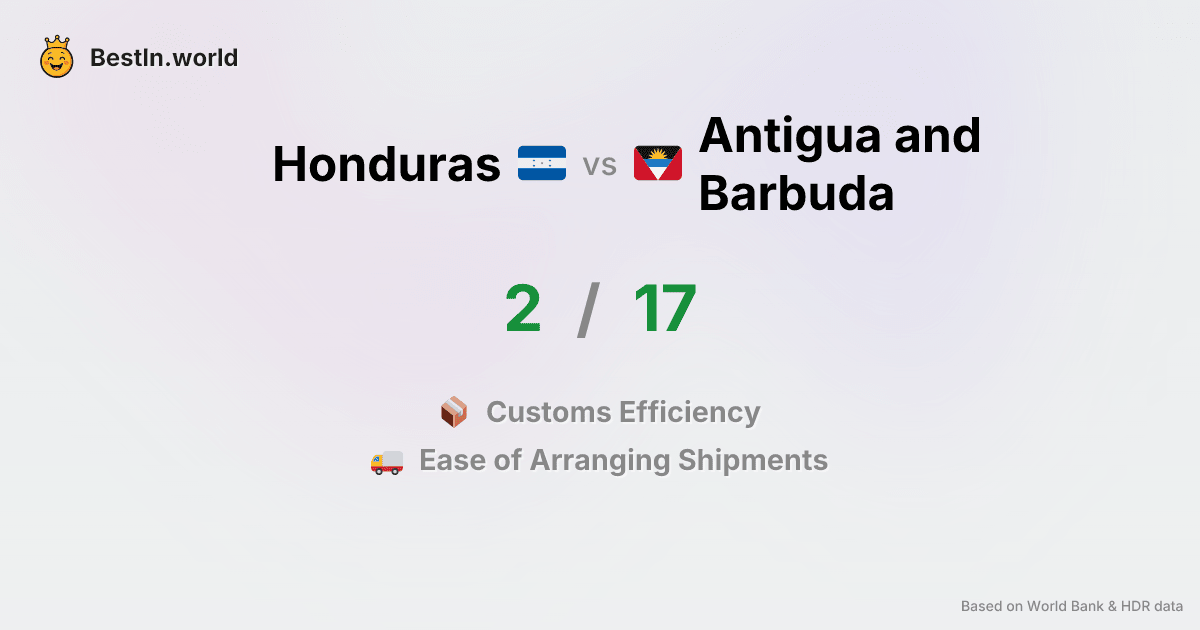 BestIn.world
Honduras vs Antigua and
Barbuda
2 / 17
Customs Efficiency
Ease of Arranging Shipments
Based on World Bank & HDR data